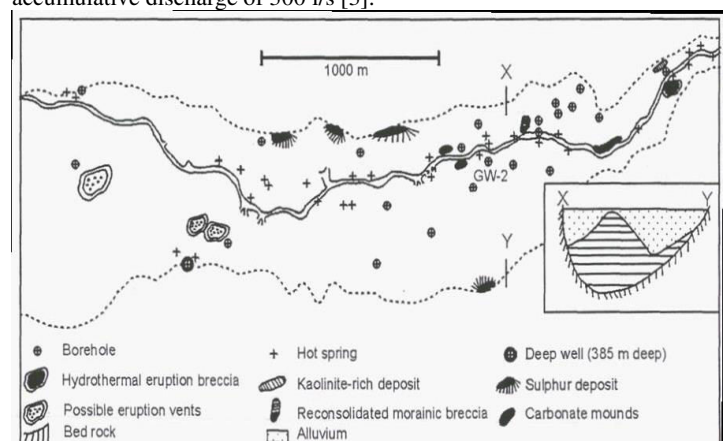 accumulative discharge of 300 l/s [3].
1000 m
X
GW-2
Y
X Y
Borehole
Hot spring
Deep well (385 m deep)
Hydrothermal eruption breccia
Kaolinite-rich deposit
Sulphur deposit
Possible eruption vents
Reconsolidated morainic breccia
Carbonate mounds
Bed rock
Alluvium